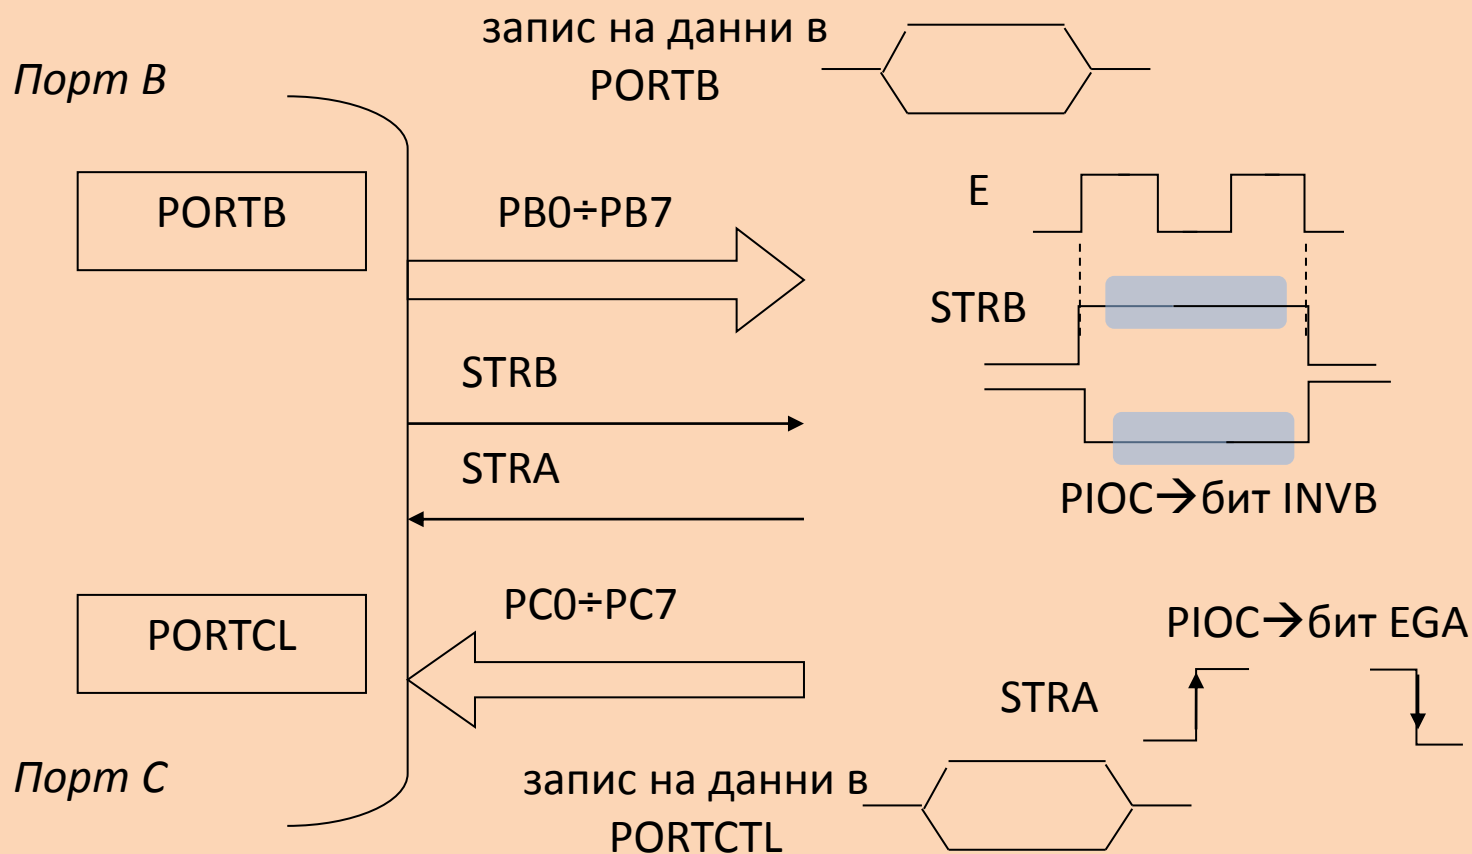 запис на данни в
PORTB
Порт B
PORTB
PB0÷PB7
E
STRB
STRB
STRA
PIOC→бит INVB
PORTCL
PC0÷PC7
PIOC→бит EGA
STRA
Порт C
запис на данни в
PORTCTL